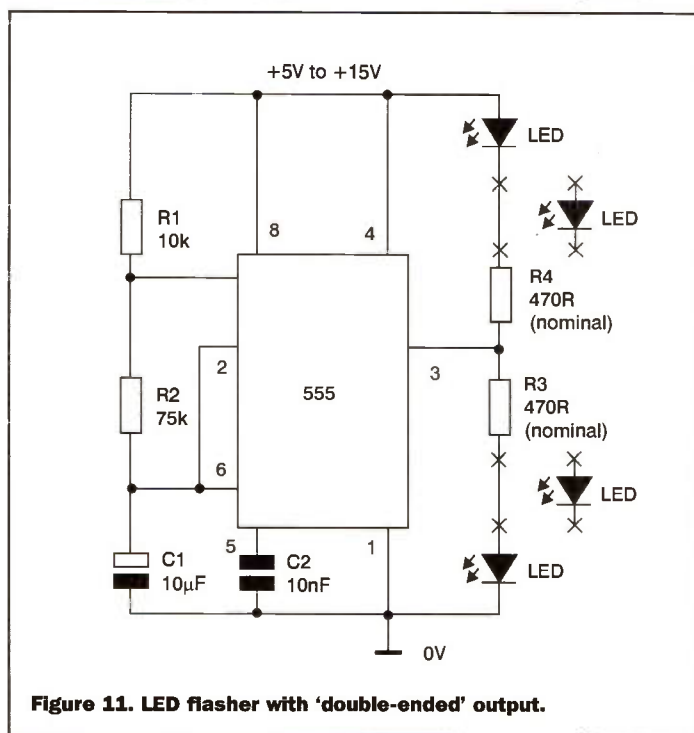 +5V to +15V
LED
LED
R1
10k
8
4
R4
470R
(nominal)
2
3
R2
75k
555
R3
470R
(nominal)
6
LED
5
C1
10µF
C2
10nF
1
LED
0V
Figure 11. LED flasher with 'double-ended' output.